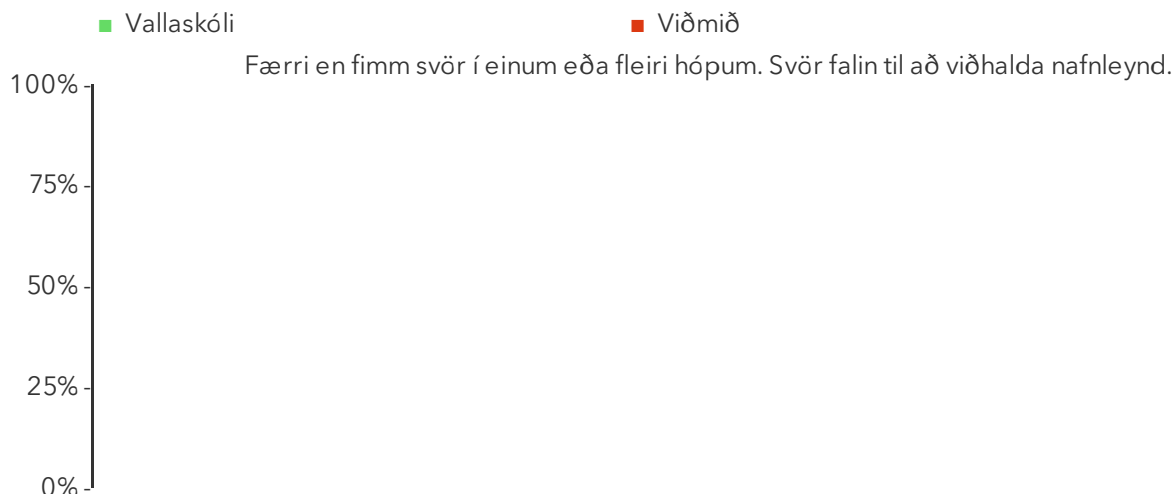 Vallaskóli Viðmið
Færri en fimm svör í einum eða fleiri hópum. Svör falin til að viðhalda nafnleynd.
100%
75%
50%
25%
0%